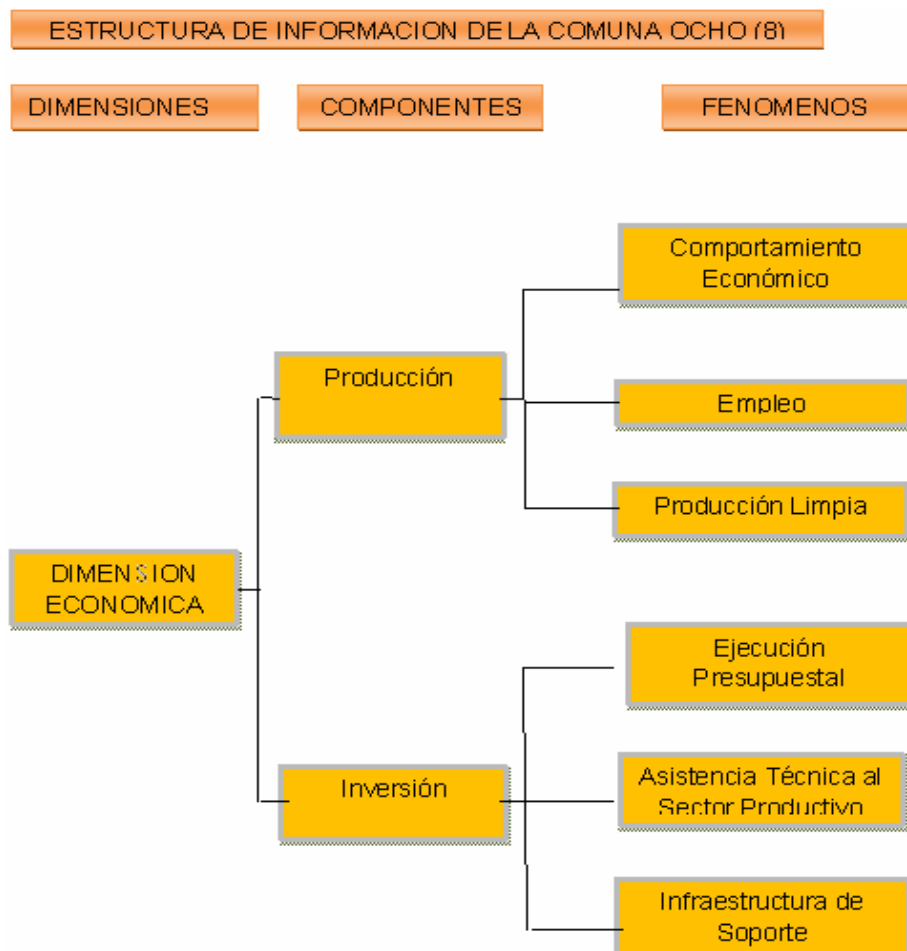 ESTRUCTURA DE INFORMACION DE LA COMUNA OCHO (8)
DIMENSIONES
COMPONENTES
FENOMENOS
Comportamiento
Económico
Producción
Empleo
Producción Limpia
DIMENSION
ECONOMICA
Ejecución
Presupuestal
Inversión
Asistencia Técnica al
Sector Productivo
Infraestructura de
Soporte